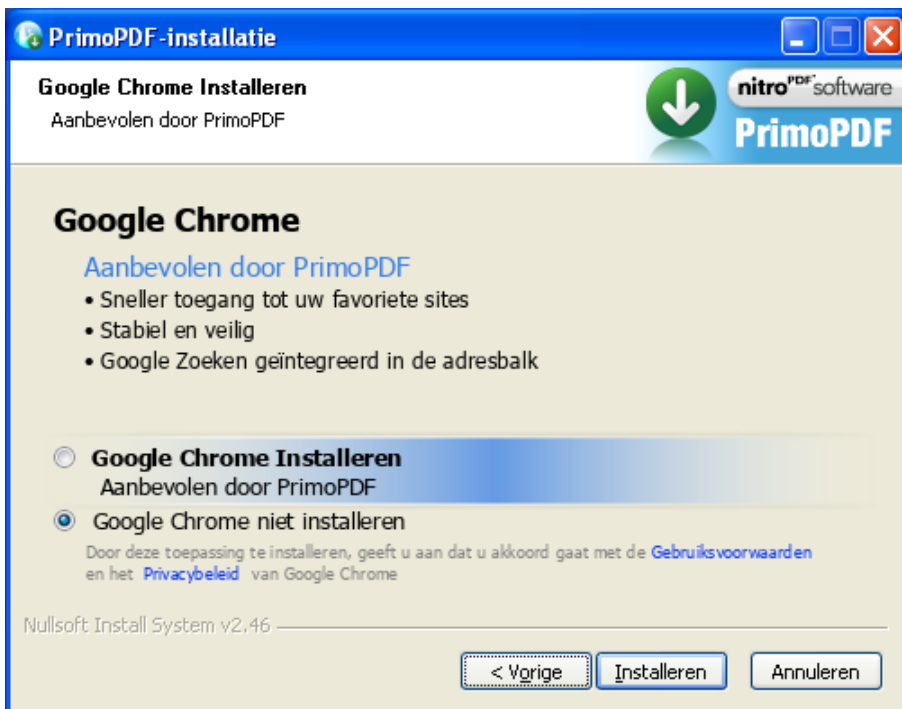 PrimoPDF-installatie
Google Chrome Installeren
Aanbevolen door PrimoPDF
nitroPDF software
PrimoPDF
Google Chrome
Aanbevolen door PrimoPDF
• Sneller toegang tot uw favoriete sites
• Stabiel en veilig
• Google Zoeken geïntegreerd in de adresbalk
Google Chrome Installeren
Aanbevolen door PrimoPDF
Google Chrome niet installeren
Door deze toepassing te installeren, geeft u aan dat u akkoord gaat met de Gebruiksvoorwaarden
en het Privacybeleid van Google Chrome
Nullsoft Install System v2.46
< Vorige Installeren Annuleren